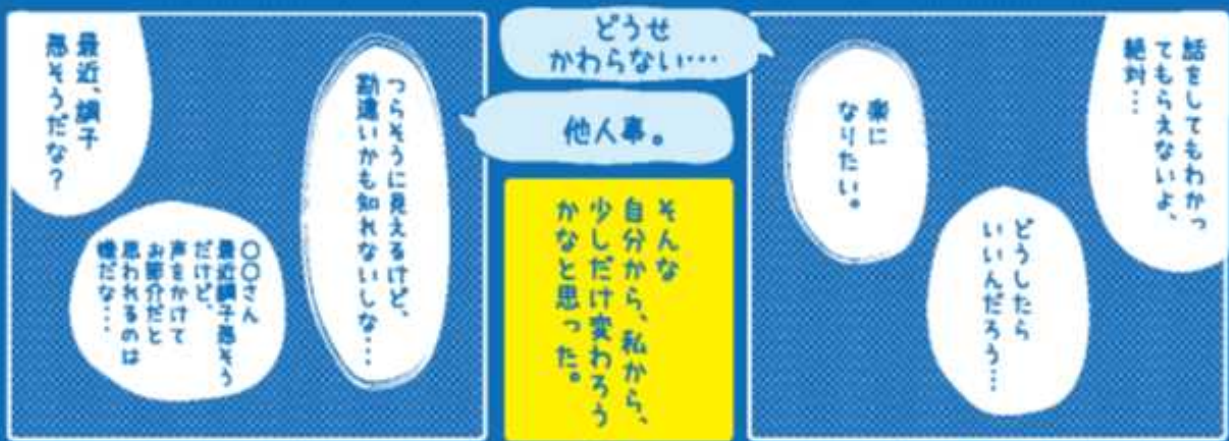 話をしてもわかっ
てもらえないよ、
絶対…
楽に
なりたい。
どうしたら
いいんだろう…
どうせ
かわらない…
他人事。
そんな
自分から、私から、
少しだけ変わろう
かなと思った。
つらそうに見えるけど、
勘違いかも知れないしな…
最近、調子
悪そうだな？
〇〇さん
最近調子悪そう
だけど、
声をかけて
お節介だと
思われるのは
嫌だな…